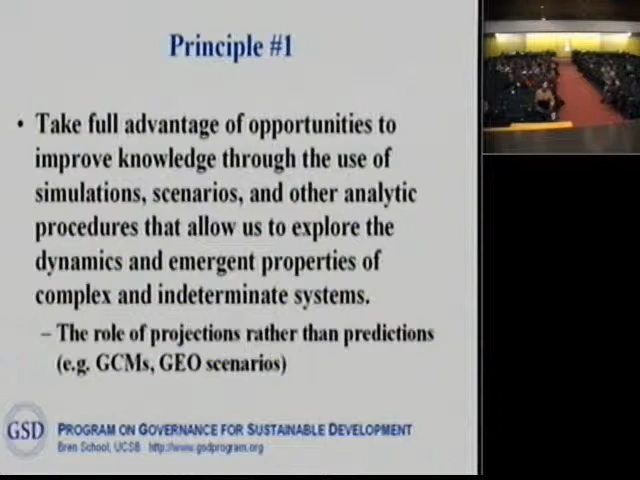 Principle #1
• Take full advantage of opportunities to
improve knowledge through the use of
simulations, scenarios, and other analytic
procedures that allow us to explore the
dynamics and emergent properties of
complex and indeterminate systems.
– The role of projections rather than predictions
(e.g. GCMs, GEO scenarios)
GSD
PROGRAM ON GOVERNANCE FOR SUSTAINABLE DEVELOPMENT
Bren School, UCSB http://www.gsdprogram.org